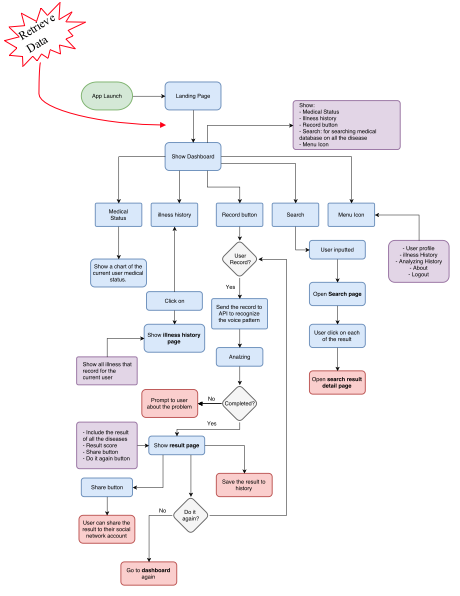 Retrieve
Data
App Launch
Landing Page
Show:
- Medical Status
- Illness history
- Record button
- Search: for searching medical
database on all the disease
- Menu Icon
Show Dashboard
Medical
Status
illness history
Record button
Search
Menu Icon
Show a chart of the
current user medical
status.
User
Record?
User inputted
- User profile
- illness History
- Analyzing History
- About
- Logout
Yes
Click on
Open Search page
Send the record to
API to recognize
the voice pattern
Show illness history
page
User click on each
of the result
Show all illness that
record for the
current user
Analzing
Open search result
detail page
Prompt to user
about the problem
No
Completed?
Yes
- Include the result
of all the diseases
- Result score
- Share button
- Do it again button
Show result page
Share button
Save the result to
history
User can share the
result to their social
network account
No
Do it
again?
Go to dashboard
again